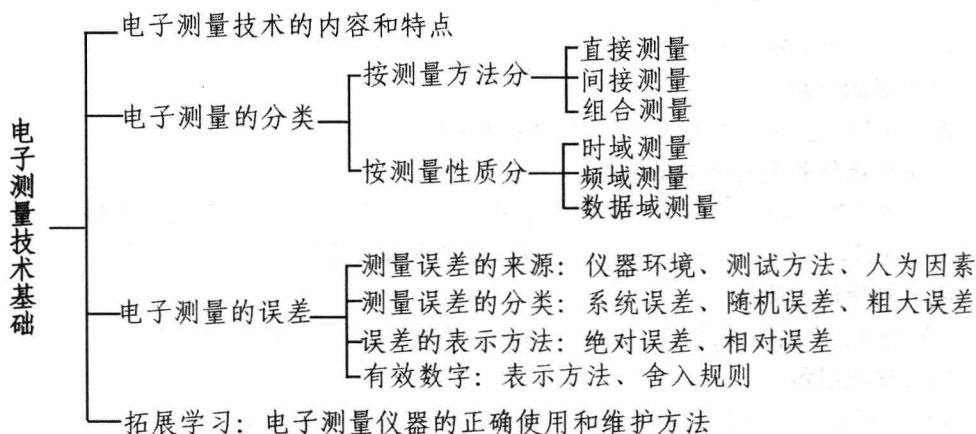 电子测量技术基础
电子测量技术的内容和特点
电子测量的分类
按测量方法分
直接测量
间接测量
组合测量
按测量性质分
时域测量
频域测量
数据域测量
电子测量的误差
测量误差的来源：仪器环境、测试方法、人为因素
测量误差的分类：系统误差、随机误差、粗大误差
误差的表示方法：绝对误差、相对误差
有效数字：表示方法、舍入规则
拓展学习：电子测量仪器的正确使用和维护方法